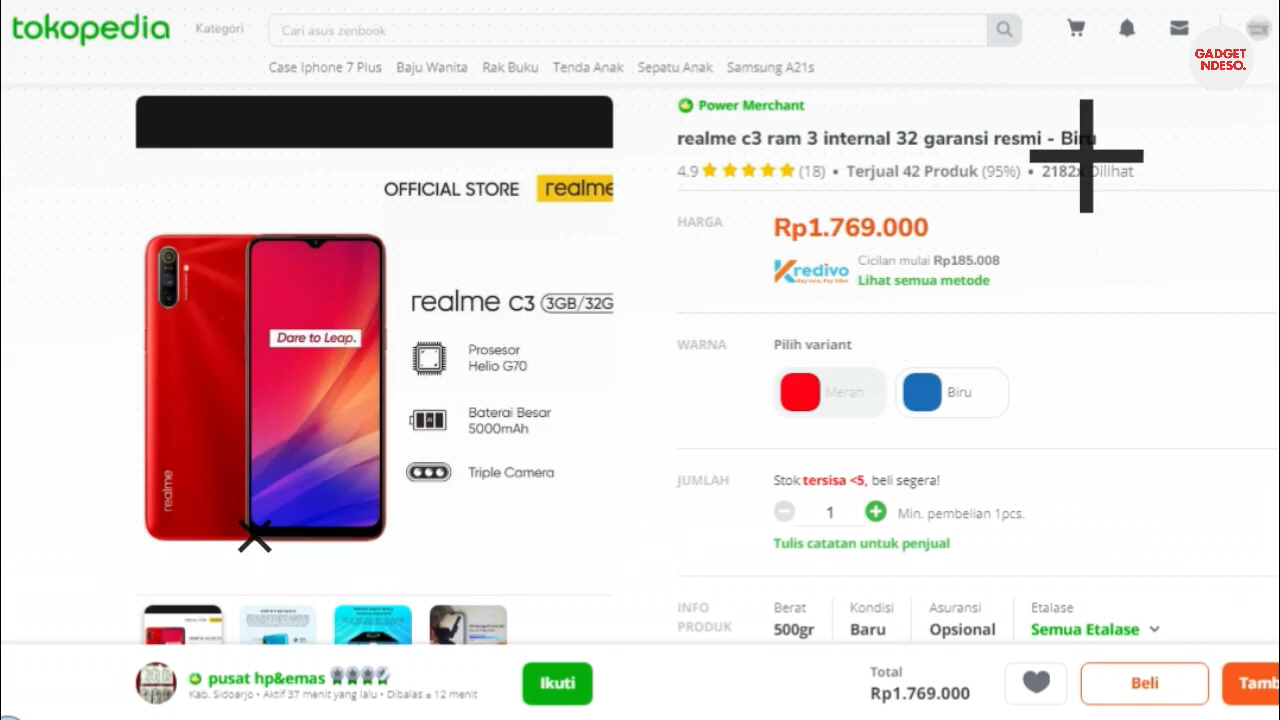 tokopedia
Kategori
Cari asus zenbook
GADGET
NDESO.
Case Iphone 7 Plus Baju Wanita Rak Buku Tenda Anak Sepatu Anak Samsung A21s
Power Merchant
realme c3 ram 3 internal 32 garansi resmi - Biru
4.9 (18) • Terjual 42 Produk (95%) • 2182x Dilihat
OFFICIAL STORE realme
HARGA
Rp1.769.000
Kredivo
Buy now, Pay later
Cicilan mulai Rp185.008
Lihat semua metode
realme C3 3GB/32G
Dare to Leap.
Prosesor
Helio G70
Baterai Besar
5000mAh
Triple Camera
realme
WARNA
Pilih variant
Merah
Biru
JUMLAH
Stok tersisa <5, beli segera!
1
Min. pembelian 1pcs.
Tulis catatan untuk penjual
INFO
PRODUK
Berat
500gr
Kondisi
Baru
Asuransi
Opsional
Etalase
Semua Etalase
pusat hp&emas
Kab. Sidoarjo • Aktif 37 menit yang lalu • Dibalas ± 12 menit
Ikuti
Total
Rp1.769.000
Beli
Tamb